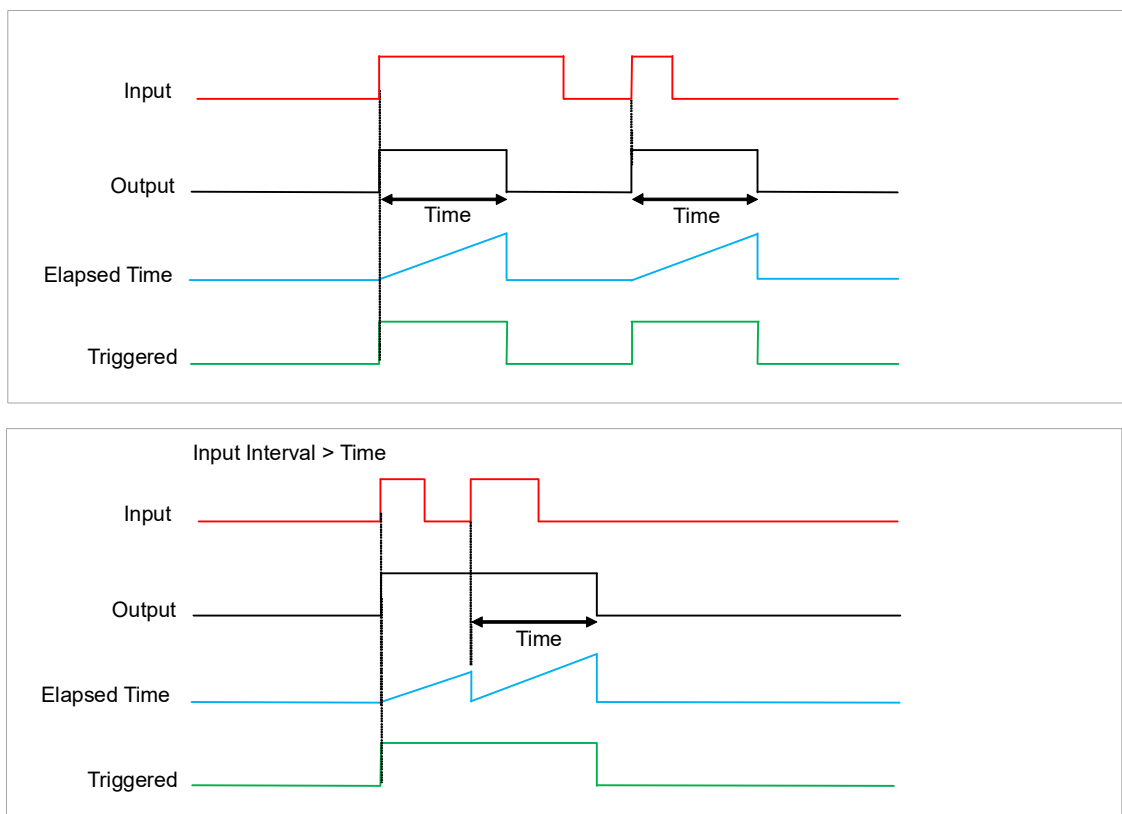 Input
Output
Time
Time
Elapsed Time
Triggered
Input Interval > Time
Input
Output
Time
Elapsed Time
Triggered